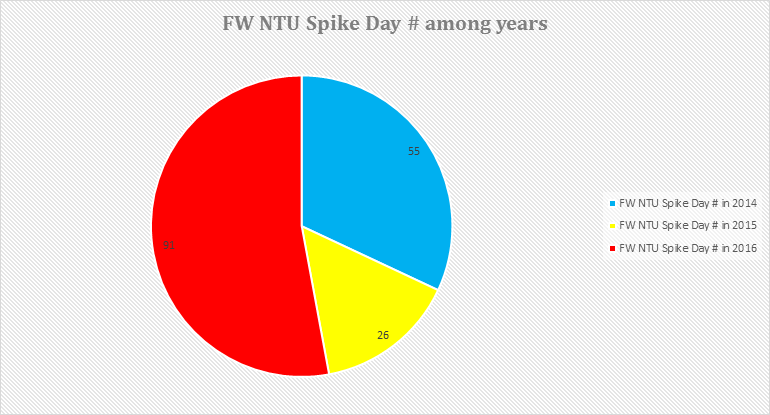 FW NTU Spike Day # among years
55
91
26
FW NTU Spike Day # in 2014
FW NTU Spike Day # in 2015
FW NTU Spike Day # in 2016